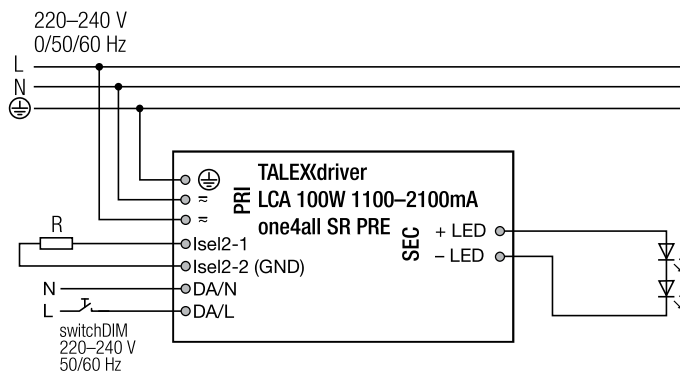 220–240 V
0/50/60 Hz
L
N
TALEXXdriver
LCA 100W 1100–2100mA
one4all SR PRE
PRI
SEC
≂
≂
R
Isel2-1
Isel2-2 (GND)
N
DA/N
L
DA/L
+ LED
– LED
switchDIM
220–240 V
50/60 Hz